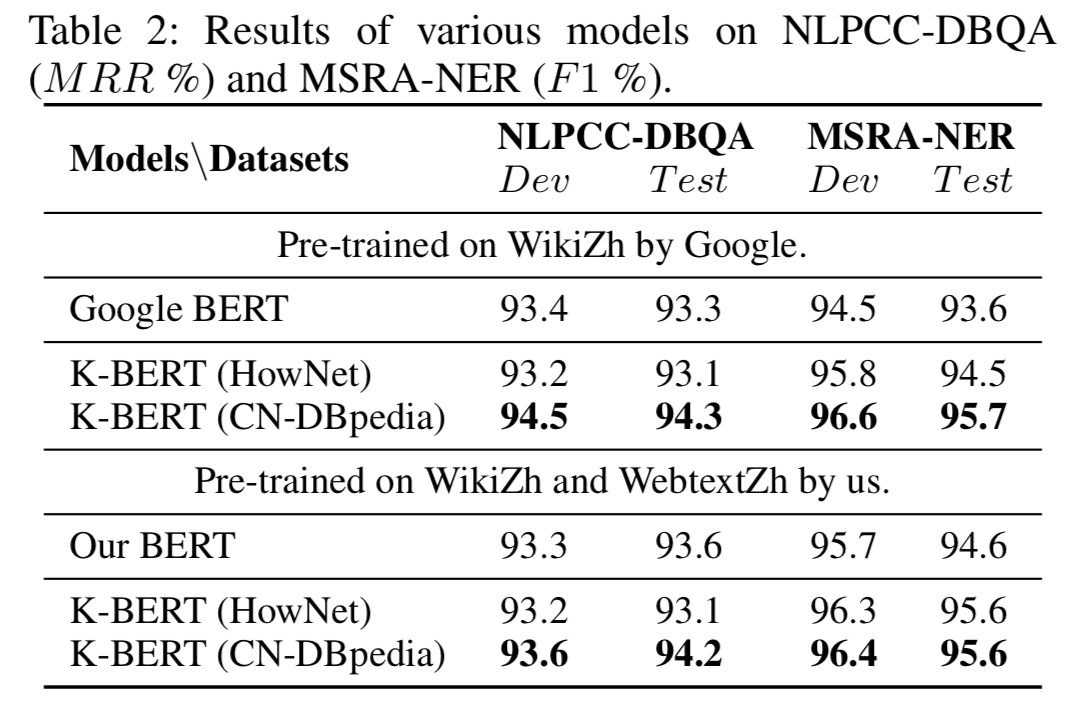 Table 2: Results of various models on NLPCC-DBQA
(MRR %) and MSRA-NER (F1 %).
Models\Datasets NLPCC-DBQA MSRA-NER
Dev Test Dev Test
Pre-trained on WikiZh by Google.
Google BERT 93.4 93.3 94.5 93.6
K-BERT (HowNet) 93.2 93.1 95.8 94.5
K-BERT (CN-DBpedia) 94.5 94.3 96.6 95.7
Pre-trained on WikiZh and WebtextZh by us.
Our BERT 93.3 93.6 95.7 94.6
K-BERT (HowNet) 93.2 93.1 96.3 95.6
K-BERT (CN-DBpedia) 93.6 94.2 96.4 95.6